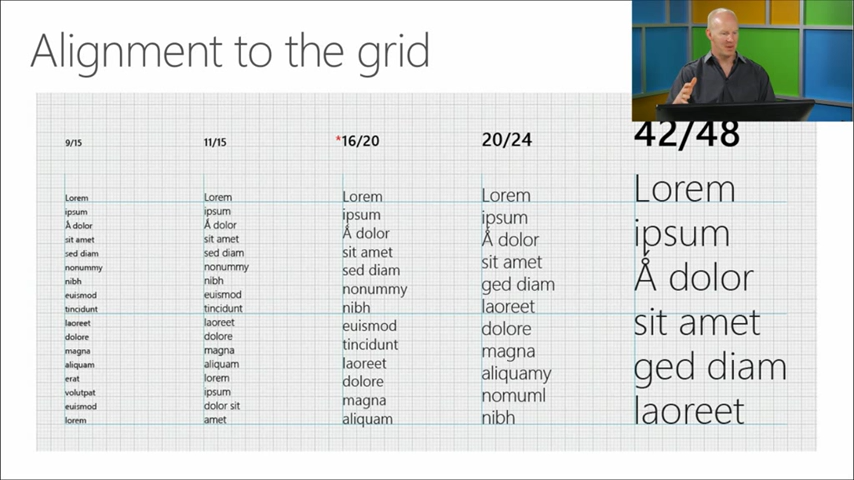 Alignment to the grid
9/15
Lorem
ipsum
Å dolor
sit amet
sed diam
nonummy
nibh
euismod
tincidunt
laoreet
dolore
magna
aliquam
erat
volutpat
euismod
lorem
11/15
Lorem
ipsum
Å dolor
sit amet
sed diam
nonummy
nibh
euismod
tincidunt
laoreet
dolore
magna
aliquam
lorem
ipsum
dolor sit
amet
*16/20
Lorem
ipsum
Å dolor
sit amet
sed diam
nonummy
nibh
euismod
tincidunt
laoreet
dolore
magna
aliquam
20/24
Lorem
ipsum
Å dolor
sit amet
ged diam
laoreet
dolore
magna
aliquamy
nomuml
nibh
42/48
Lorem
ipsum
Ǻ dolor
sit amet
ged diam
laoreet